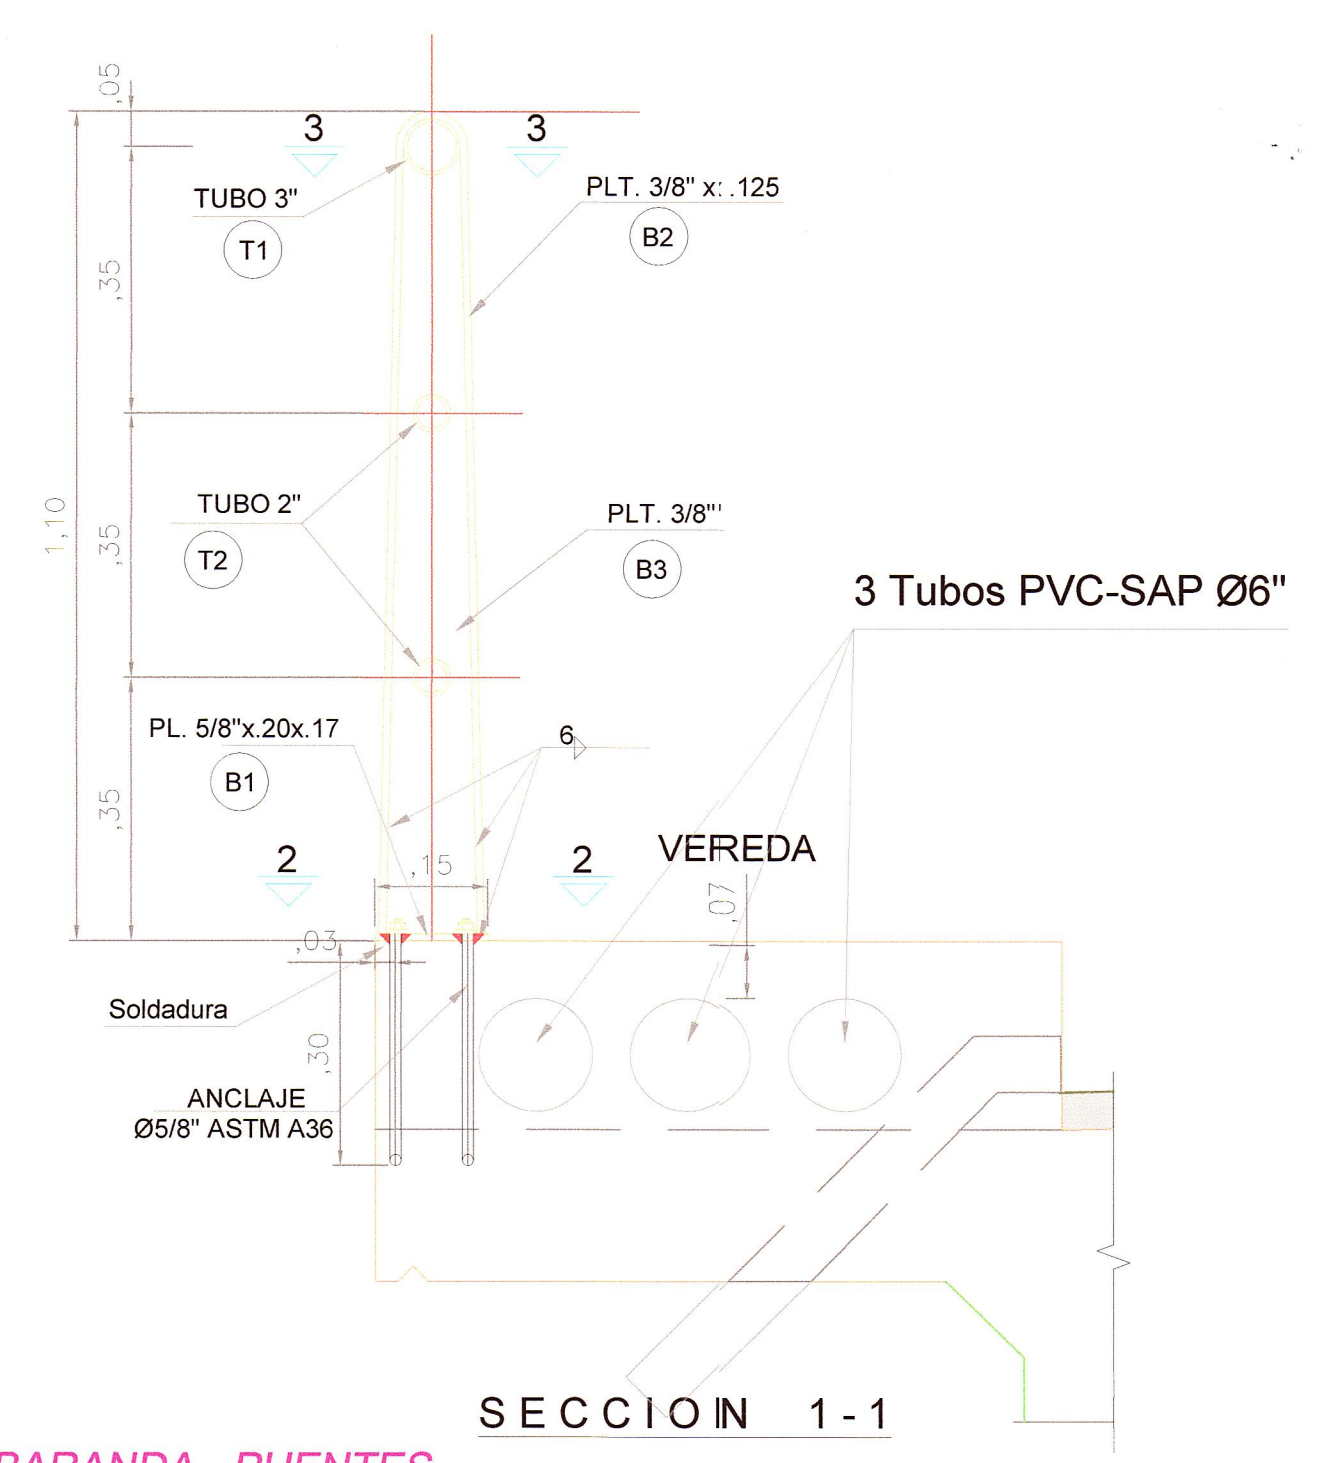 ,05
3 3
TUBO 3"
T1
PLT. 3/8" x: .125
B2
,35
1,10
TUBO 2"
T2
,35
PLT. 3/8"
B3
3 Tubos PVC-SAP Ø6"
PL. 5/8"x.20x.17
B1
6
,35
2 2
,15
VEREDA
,07
,03
Soldadura
,30
ANCLAJE
Ø5/8" ASTM A36
SECCION 1-1